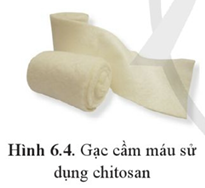 Hình 6.4. Gạc cầm máu sử
dụng chitosan